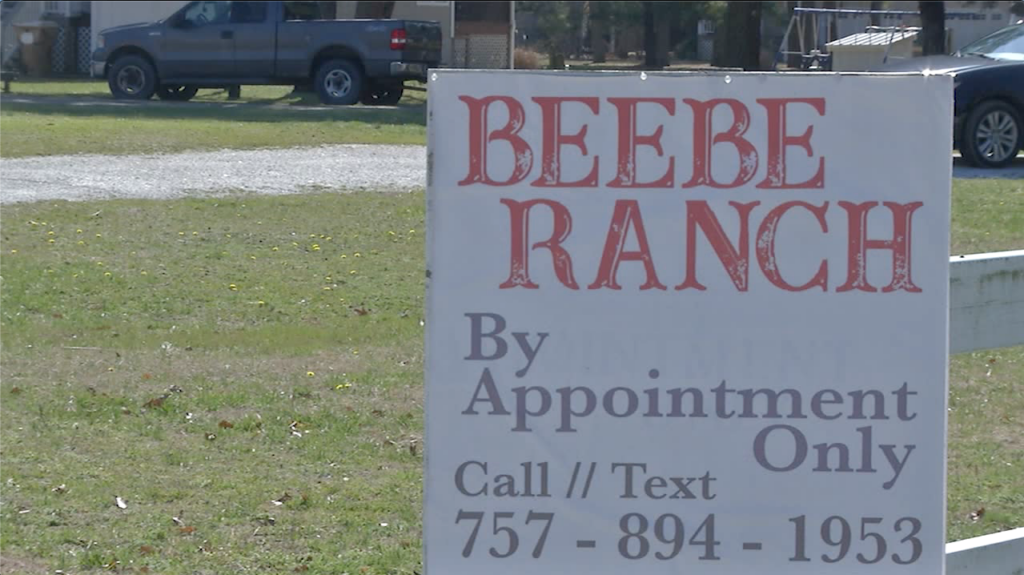 BEEBE
RANCH
By
Appointment
Only
Call // Text
757 - 894 - 1953